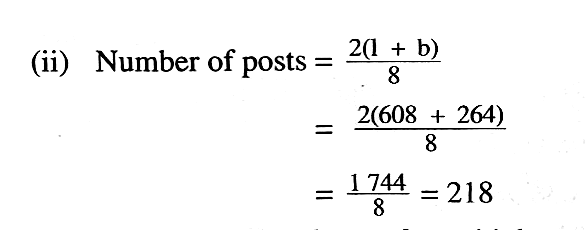 (ii) Number of posts = 2(l + b) / 8
= 2(608 + 264) / 8
= 1 744 / 8 = 218